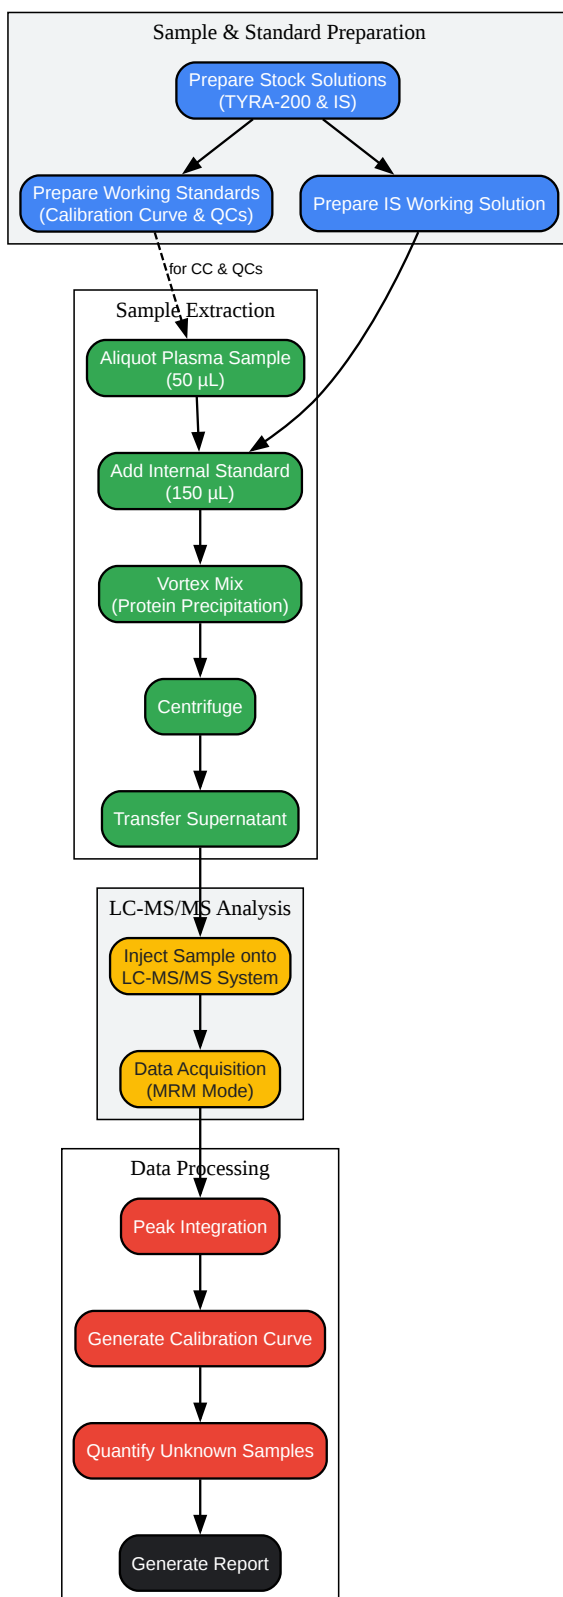 Sample & Standard Preparation
Prepare Stock Solutions
(TYRA-200 & IS)
Prepare Working Standards
(Calibration Curve & QCs)
Prepare IS Working Solution
for CC & QCs
Sample Extraction
Aliquot Plasma Sample
(50 µL)
Add Internal Standard
(150 µL)
Vortex Mix
(Protein Precipitation)
Centrifuge
Transfer Supernatant
LC-MS/MS Analysis
Inject Sample onto
LC-MS/MS System
Data Acquisition
(MRM Mode)
Data Processing
Peak Integration
Generate Calibration Curve
Quantify Unknown Samples
Generate Report